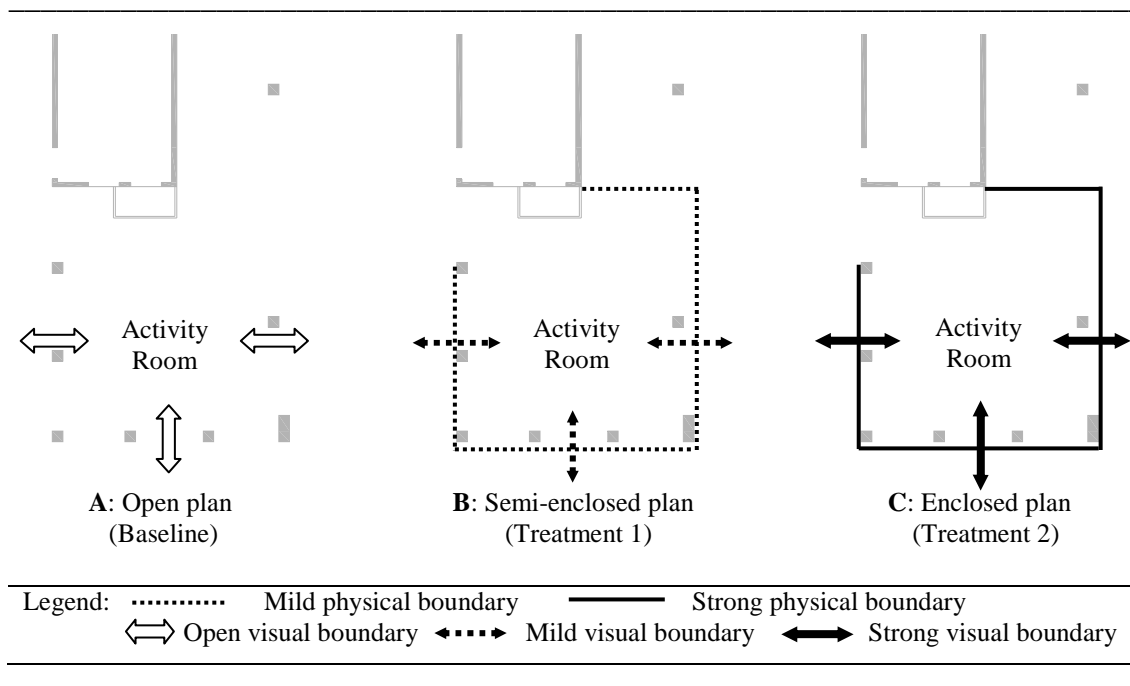 Activity
Room
Activity
Room
Activity
Room
A: Open plan
(Baseline)
B: Semi-enclosed plan
(Treatment 1)
C: Enclosed plan
(Treatment 2)
Legend: Mild physical boundary Strong physical boundary
Open visual boundary Mild visual boundary Strong visual boundary